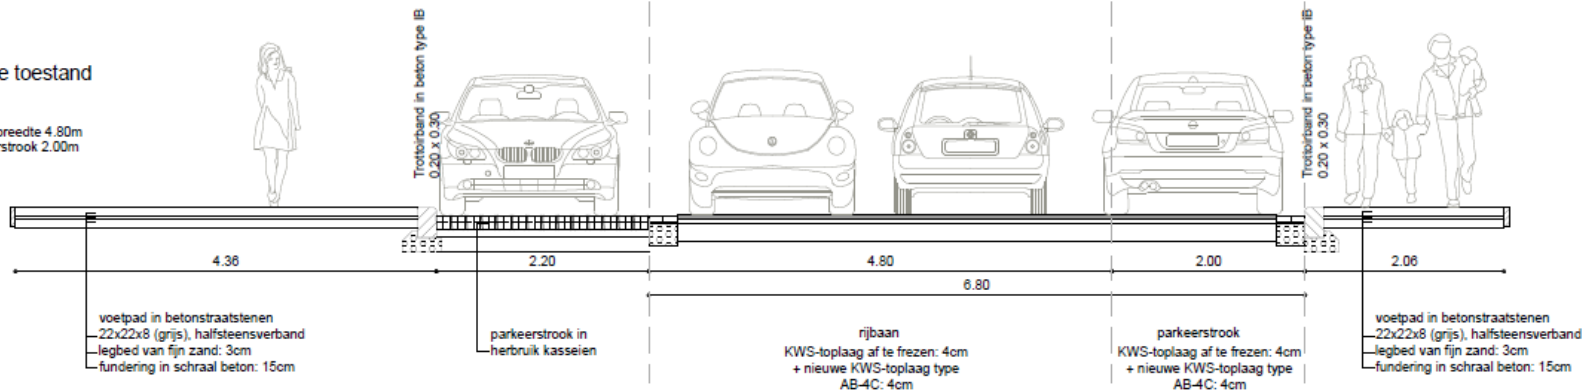 e toestand
breedte 4.80m
rstrook 2.00m
Trottoirband in beton type IB
0.20 x 0.30
Trottoirband in beton type IB
0.20 x 0.30
4.36
2.20
4.80
2.00
2.06
6.80
voetpad in betonstraatstenen
22x22x8 (grijs), halfsteensverband
legbed van fijn zand: 3cm
fundering in schraal beton: 15cm
parkeerstrook in
herbruik kasseien
rijbaan
KWS-toplaag af te frezen: 4cm
+ nieuwe KWS-toplaag type
AB-4C: 4cm
parkeerstrook
KWS-toplaag af te frezen: 4cm
+ nieuwe KWS-toplaag type
AB-4C: 4cm
voetpad in betonstraatstenen
22x22x8 (grijs), halfsteensverband
legbed van fijn zand: 3cm
fundering in schraal beton: 15cm